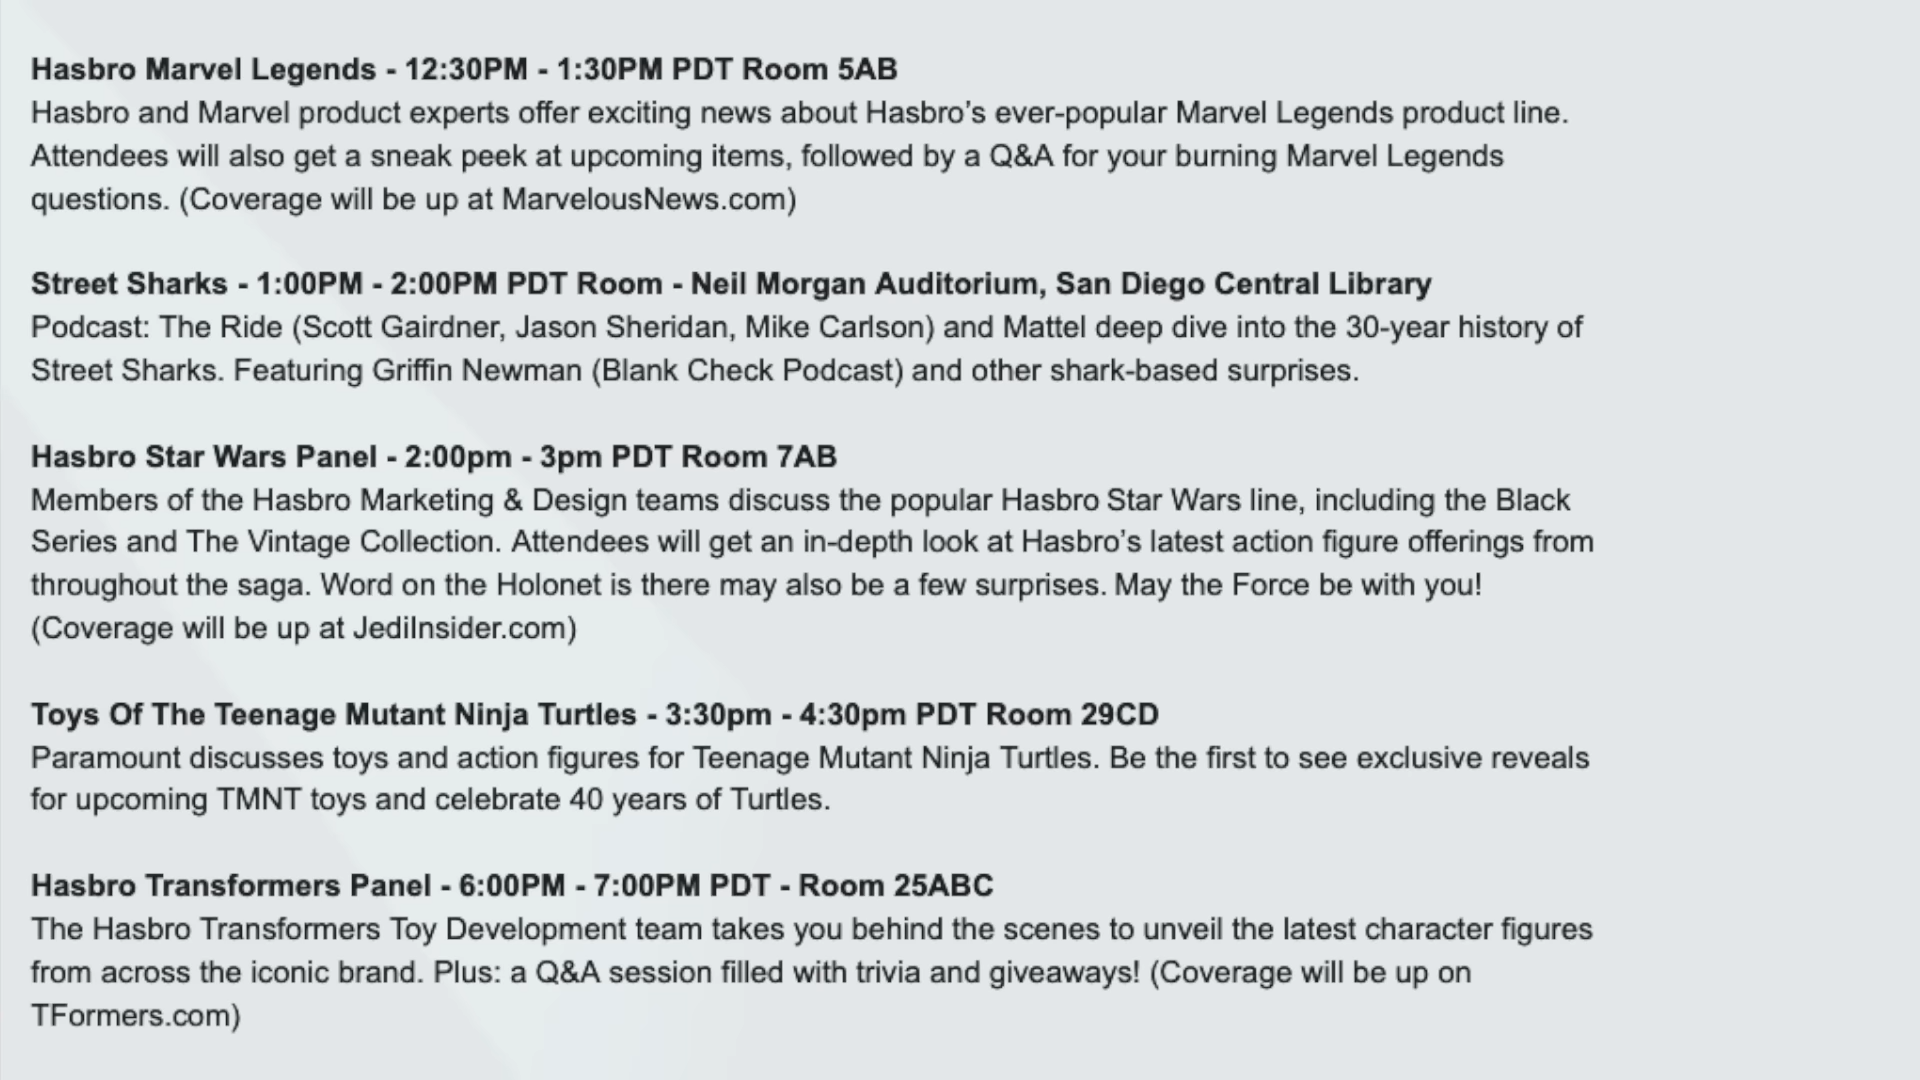 Hasbro Marvel Legends - 12:30PM - 1:30PM PDT Room 5AB
Hasbro and Marvel product experts offer exciting news about Hasbro’s ever-popular Marvel Legends product line.
Attendees will also get a sneak peek at upcoming items, followed by a Q&A for your burning Marvel Legends
questions. (Coverage will be up at MarvelousNews.com)
Street Sharks - 1:00PM - 2:00PM PDT Room - Neil Morgan Auditorium, San Diego Central Library
Podcast: The Ride (Scott Gairdner, Jason Sheridan, Mike Carlson) and Mattel deep dive into the 30-year history of
Street Sharks. Featuring Griffin Newman (Blank Check Podcast) and other shark-based surprises.
Hasbro Star Wars Panel - 2:00pm - 3pm PDT Room 7AB
Members of the Hasbro Marketing & Design teams discuss the popular Hasbro Star Wars line, including the Black
Series and The Vintage Collection. Attendees will get an in-depth look at Hasbro’s latest action figure offerings from
throughout the saga. Word on the Holonet is there may also be a few surprises. May the Force be with you!
(Coverage will be up at JediInsider.com)
Toys Of The Teenage Mutant Ninja Turtles - 3:30pm - 4:30pm PDT Room 29CD
Paramount discusses toys and action figures for Teenage Mutant Ninja Turtles. Be the first to see exclusive reveals
for upcoming TMNT toys and celebrate 40 years of Turtles.
Hasbro Transformers Panel - 6:00PM - 7:00PM PDT - Room 25ABC
The Hasbro Transformers Toy Development team takes you behind the scenes to unveil the latest character figures
from across the iconic brand. Plus: a Q&A session filled with trivia and giveaways! (Coverage will be up on
TFormers.com)